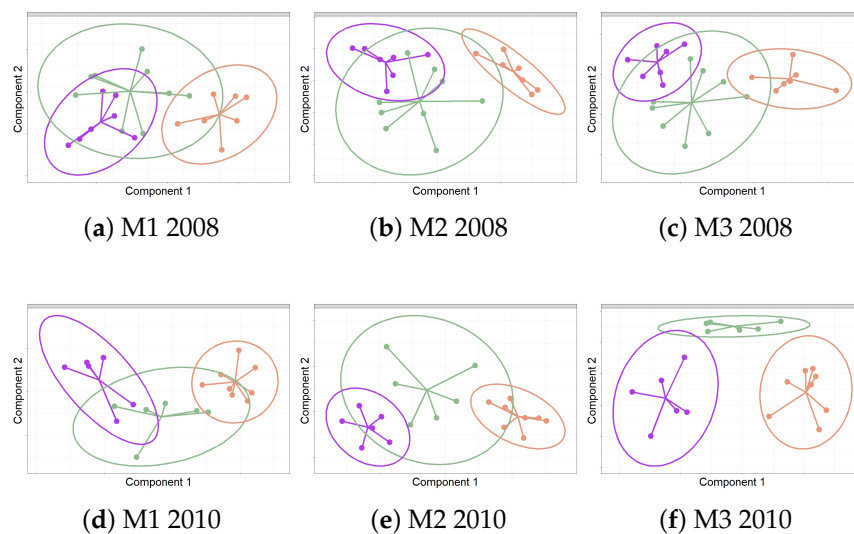 Component 2
Component 2
Component 2
Component 1
Component 1
Component 1
(a) M1 2008
(b) M2 2008
(c) M3 2008
Component 2
Component 2
Component 2
Component 1
Component 1
Component 1
(d) M1 2010
(e) M2 2010
(f) M3 2010